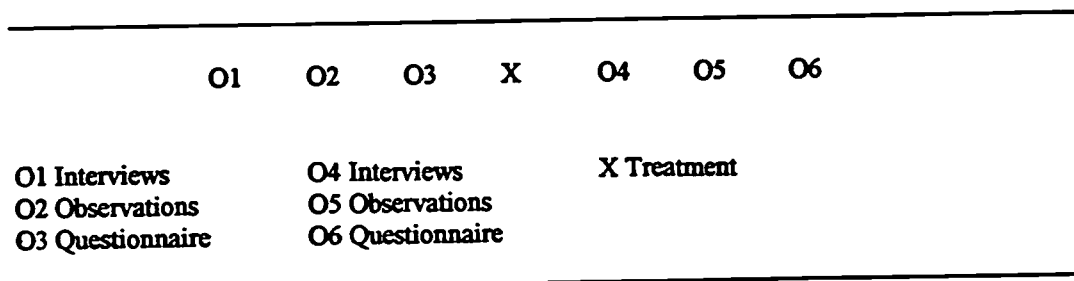 O1 O2 O3 X O4 O5 O6
O1 Interviews O4 Interviews X Treatment
O2 Observations O5 Observations
O3 Questionnaire O6 Questionnaire